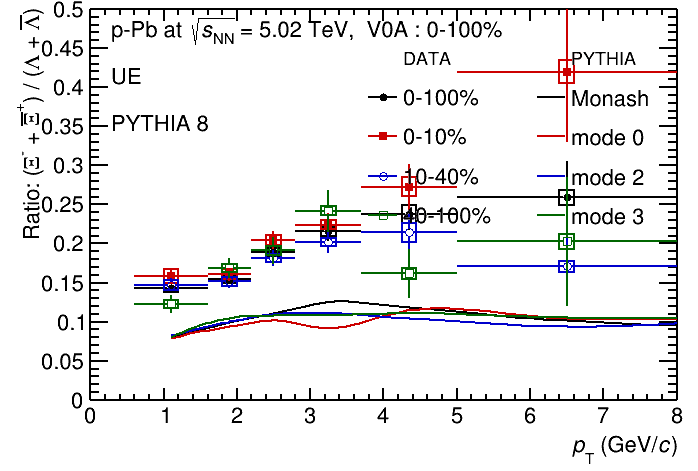 p-Pb at √s_NN = 5.02 TeV, V0A : 0-100%
UE
PYTHIA 8
DATA
0-100%
0-10%
10-40%
40-100%
PYTHIA
Monash
mode 0
mode 2
mode 3
Ratio: (Ξ⁻ + Ξ̅⁺) / (Λ + Λ̅)
0.5
0.45
0.4
0.35
0.3
0.25
0.2
0.15
0.1
0.05
0
0 1 2 3 4 5 6 7 8
p_T (GeV/c)